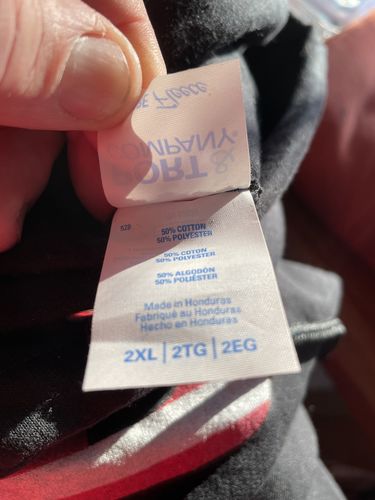 Fleece
COMPANY
PORT &
528
50% COTTON
50% POLYESTER
50% COTON
50% POLYESTER
50% ALGODÓN
50% POLIÉSTER
Made in Honduras
Fabriqué au Honduras
Hecho en Honduras
2XL | 2TG | 2EG